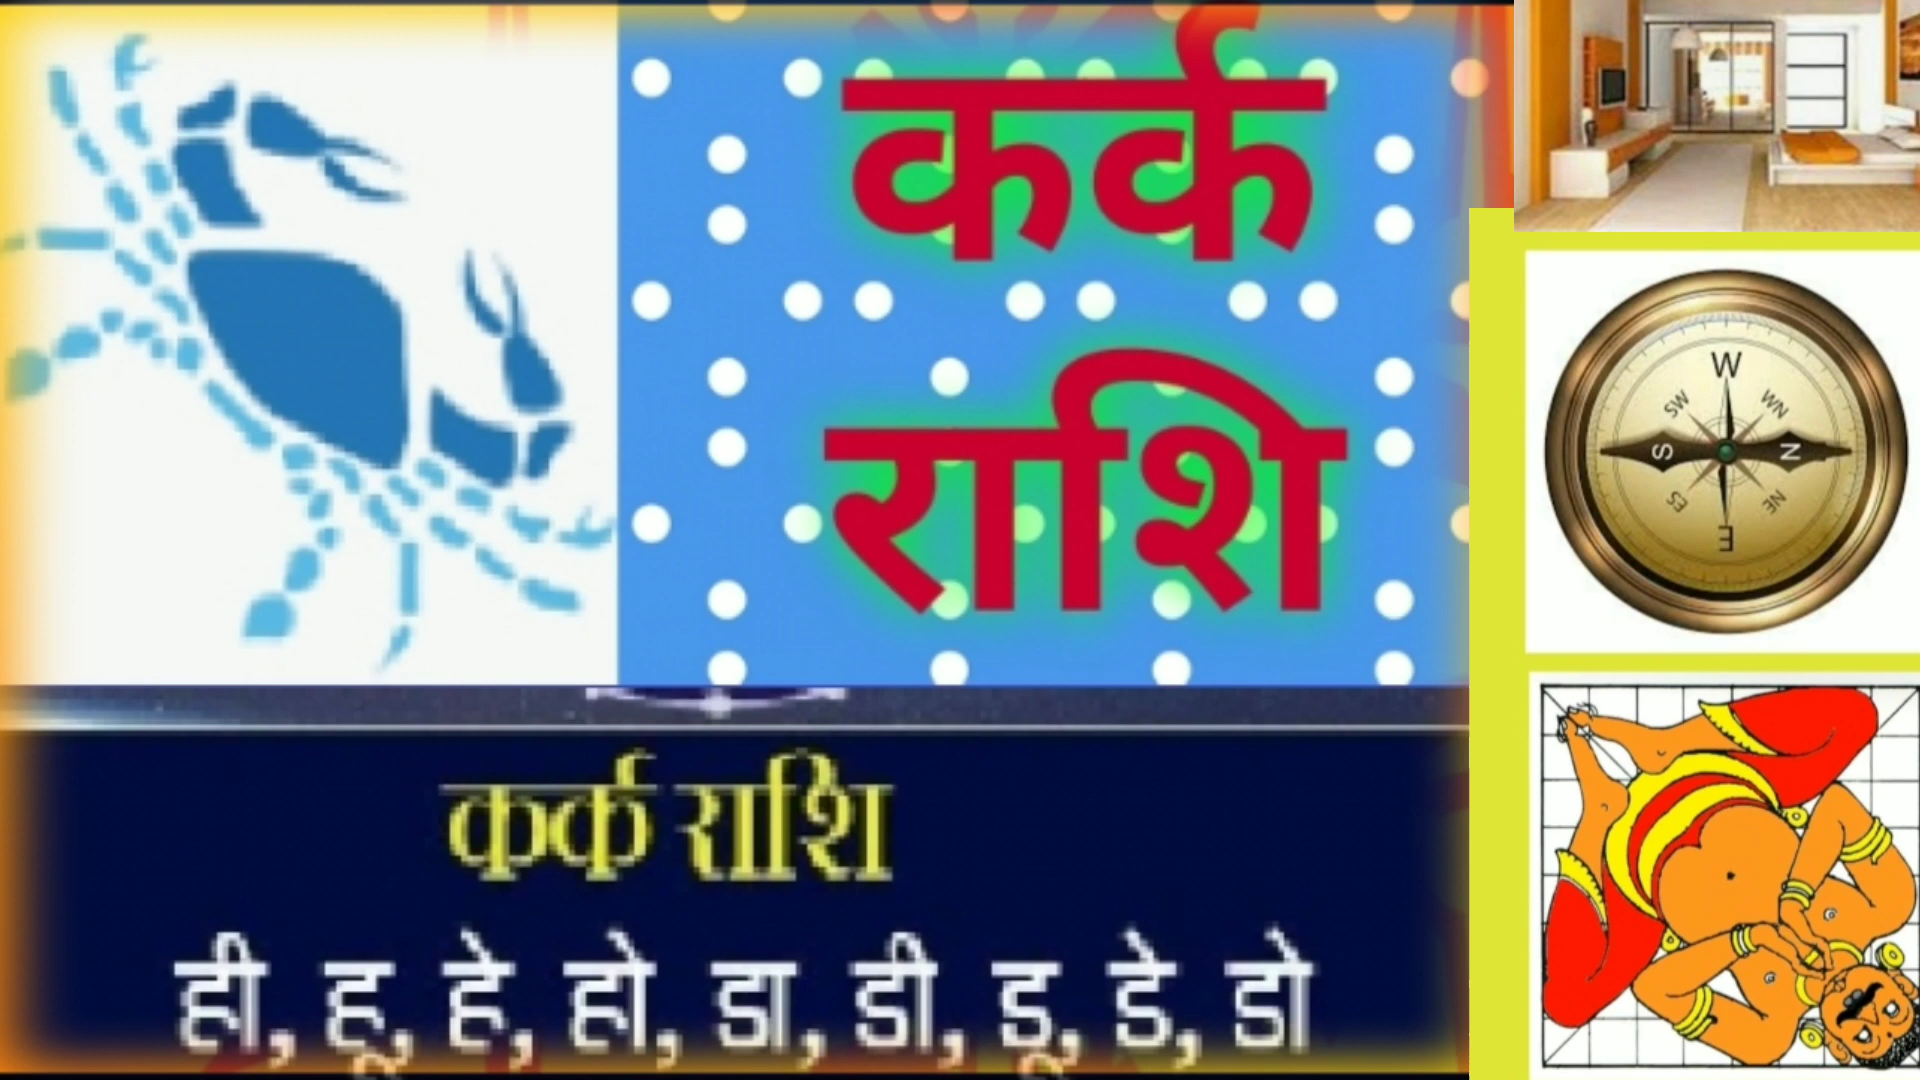 कर्क
राशि
कर्क राशि
ही, हू, हे, हो, डा, डी, डू, डे, डो
W
SW
WN
S
N
ES
NE
E